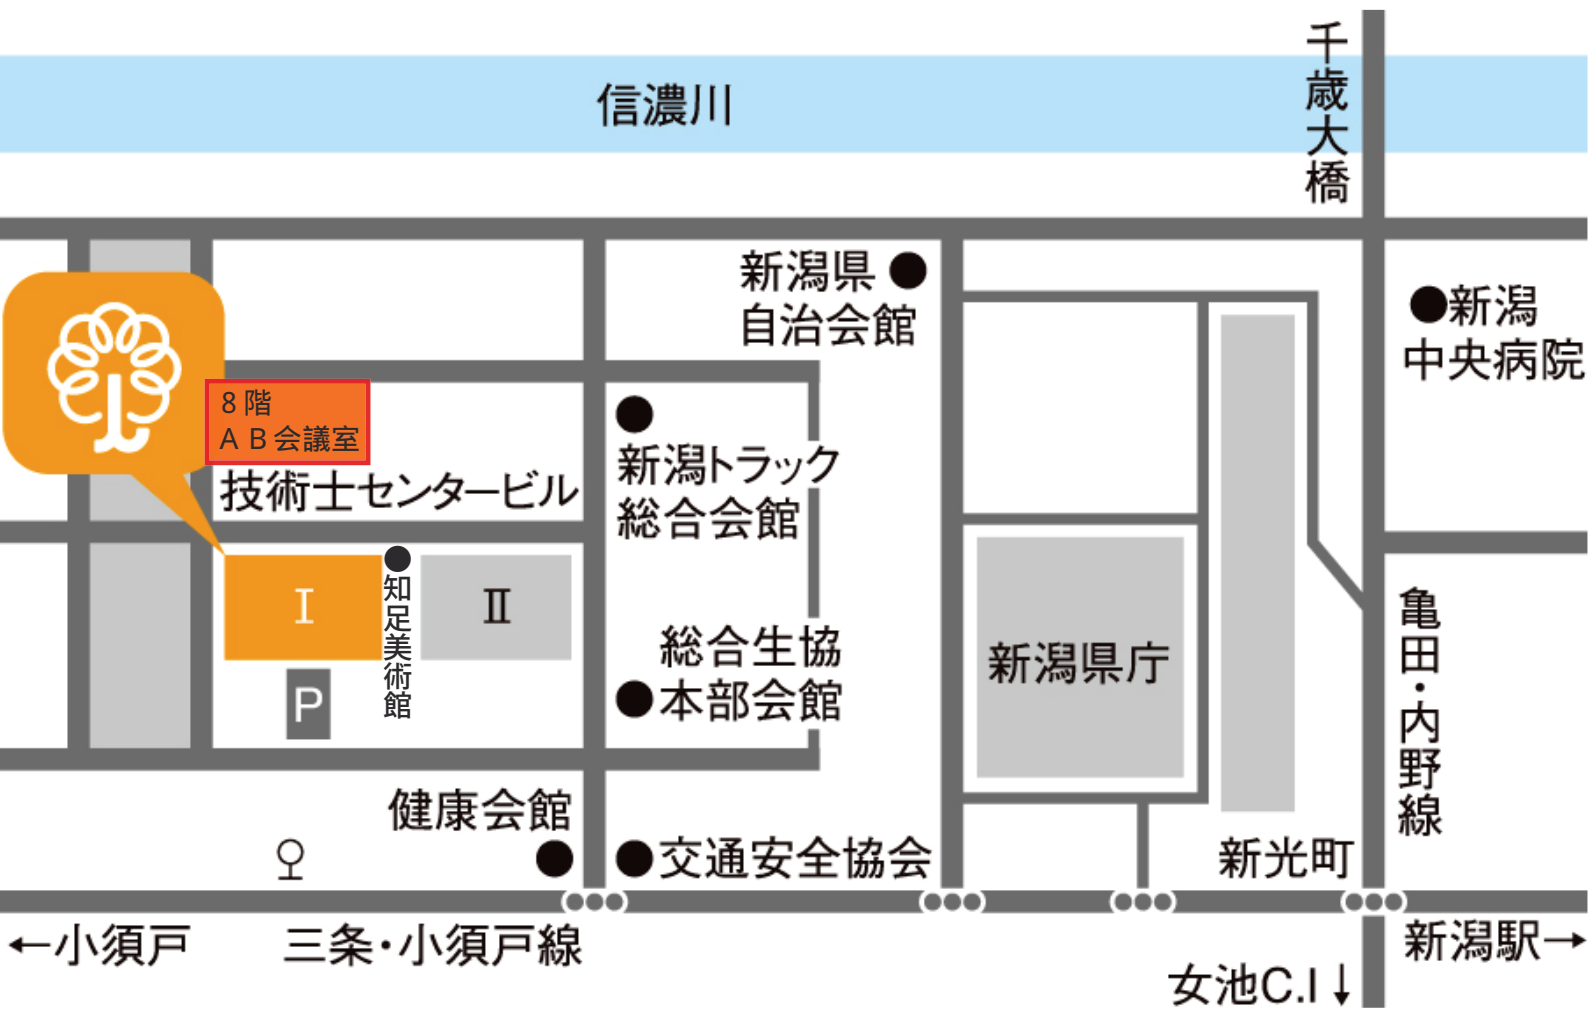 千歳大橋
信濃川
新潟県
自治会館
新潟
中央病院
8階
ＡＢ会議室
技術士センタービル
新潟トラック
総合会館
Ⅰ
Ⅱ
知足美術館
P
総合生協
本部会館
新潟県庁
亀田・内野線
健康会館
交通安全協会
新光町
←小須戸
三条・小須戸線
新潟駅→
女池C.I↓